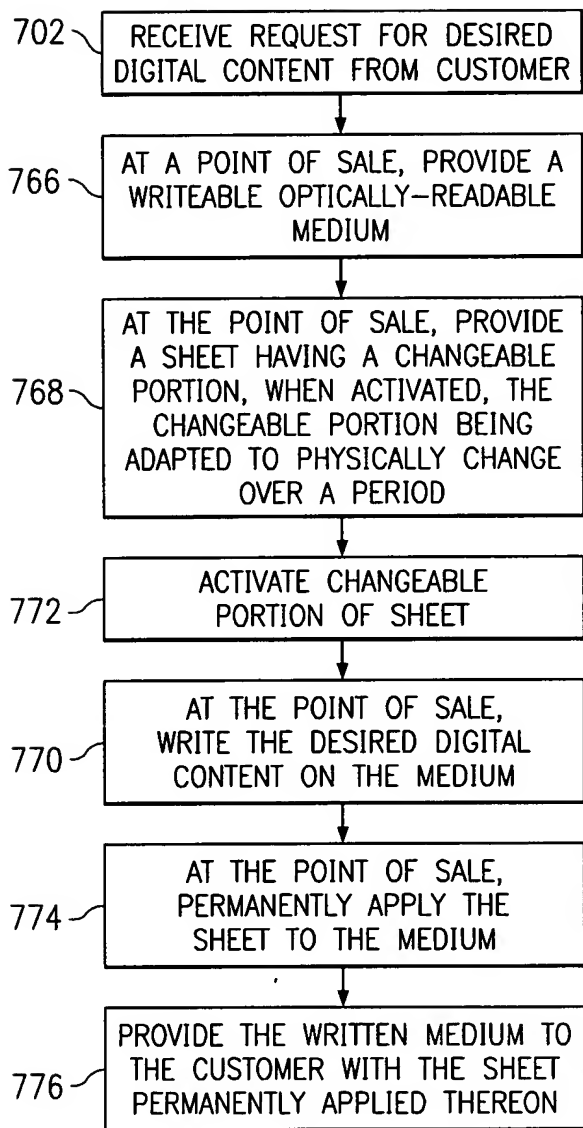 702
RECEIVE REQUEST FOR DESIRED
DIGITAL CONTENT FROM CUSTOMER
766
AT A POINT OF SALE, PROVIDE A
WRITEABLE OPTICALLY–READABLE
MEDIUM
768
AT THE POINT OF SALE, PROVIDE
A SHEET HAVING A CHANGEABLE
PORTION, WHEN ACTIVATED, THE
CHANGEABLE PORTION BEING
ADAPTED TO PHYSICALLY CHANGE
OVER A PERIOD
772
ACTIVATE CHANGEABLE
PORTION OF SHEET
770
AT THE POINT OF SALE,
WRITE THE DESIRED DIGITAL
CONTENT ON THE MEDIUM
774
AT THE POINT OF SALE,
PERMANENTLY APPLY THE
SHEET TO THE MEDIUM
776
PROVIDE THE WRITTEN MEDIUM TO
THE CUSTOMER WITH THE SHEET
PERMANENTLY APPLIED THEREON